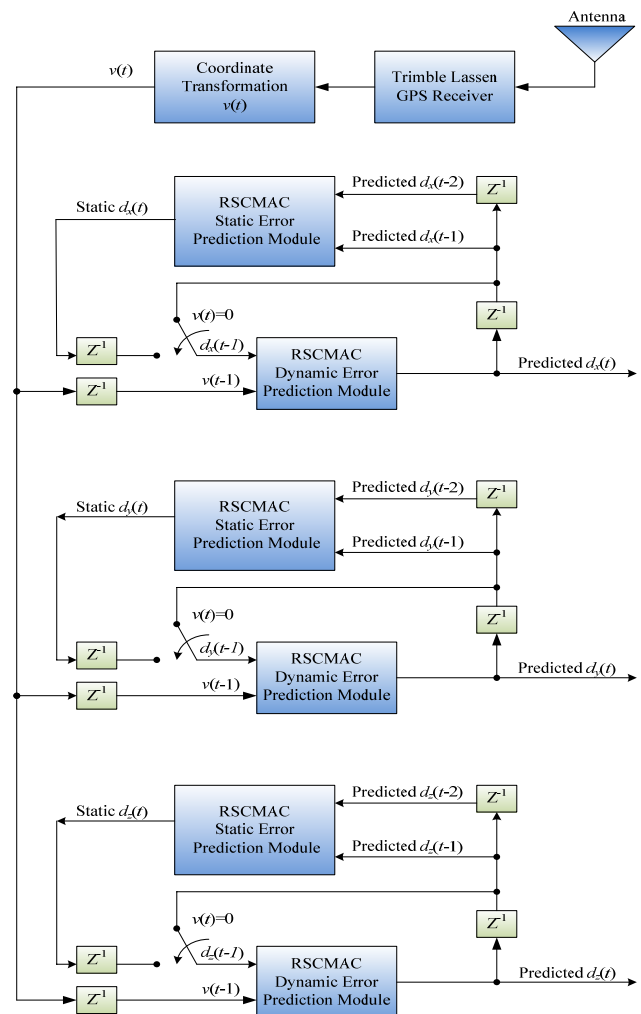 Antenna
v(t)
Coordinate
Transformation
v(t)
Trimble Lassen
GPS Receiver
Static dx(t)
RSCMAC
Static Error
Prediction Module
Predicted dx(t-2)
Z-1
Predicted dx(t-1)
v(t)=0
Z-1
Z-1
dx(t-1)
RSCMAC
Dynamic Error
Prediction Module
Predicted dx(t)
Z-1
v(t-1)
Static dy(t)
RSCMAC
Static Error
Prediction Module
Predicted dy(t-2)
Z-1
Predicted dy(t-1)
v(t)=0
Z-1
Z-1
dy(t-1)
RSCMAC
Dynamic Error
Prediction Module
Predicted dy(t)
Z-1
v(t-1)
Static dz(t)
RSCMAC
Static Error
Prediction Module
Predicted dz(t-2)
Z-1
Predicted dz(t-1)
v(t)=0
Z-1
Z-1
dz(t-1)
RSCMAC
Dynamic Error
Prediction Module
Predicted dz(t)
Z-1
v(t-1)